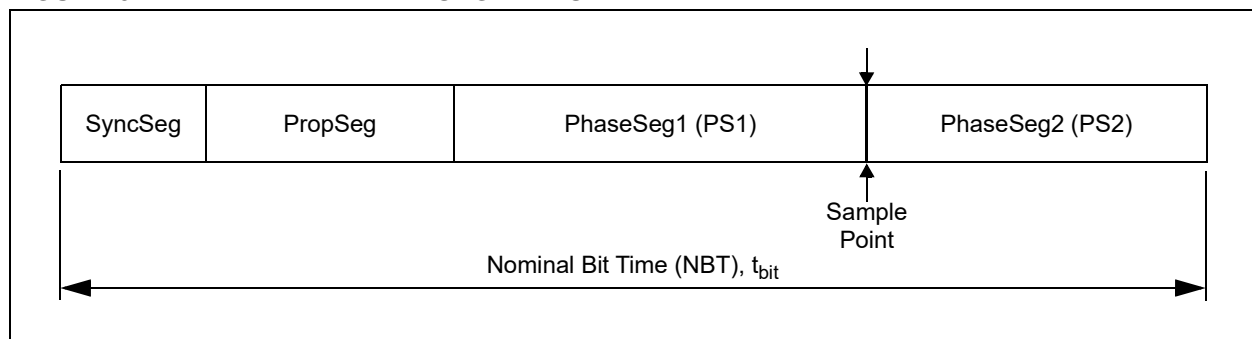 SyncSeg
PropSeg
PhaseSeg1 (PS1)
PhaseSeg2 (PS2)
Sample
Point
Nominal Bit Time (NBT), tbit